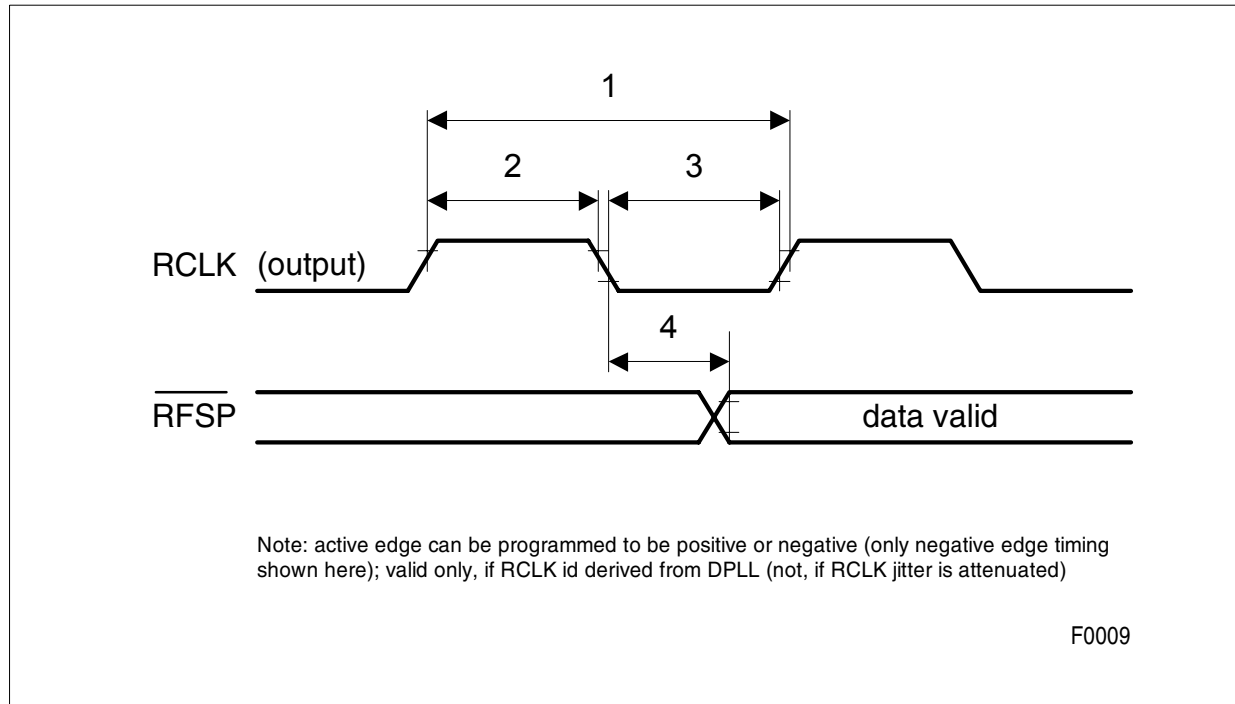 1
2 3
RCLK (output)
4
RFSP data valid
Note: active edge can be programmed to be positive or negative (only negative edge timing
shown here); valid only, if RCLK id derived from DPLL (not, if RCLK jitter is attenuated)
F0009